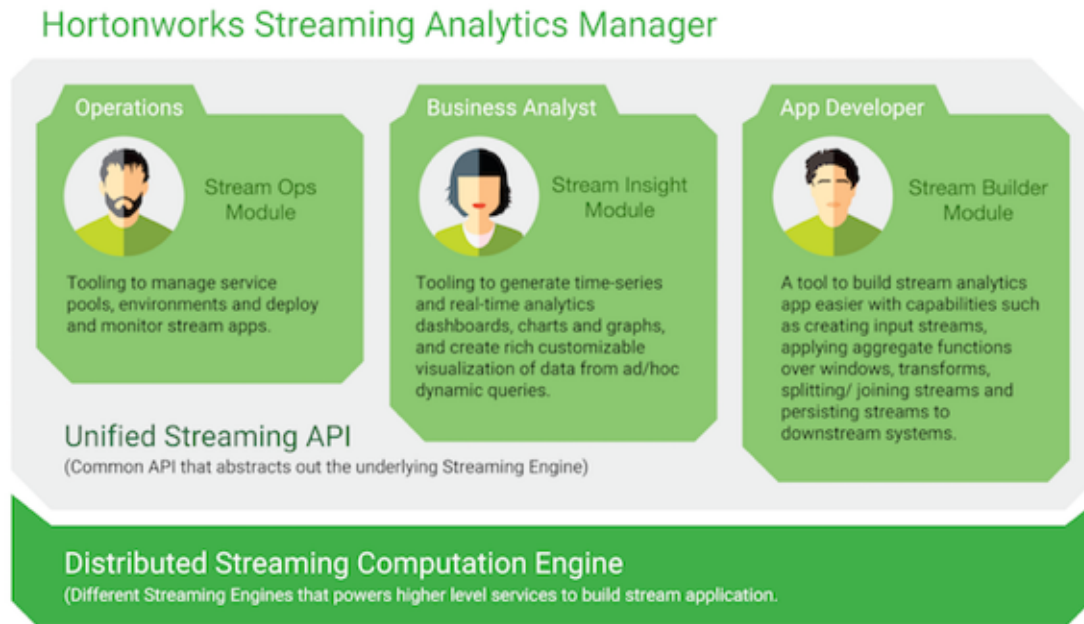 Hortonworks Streaming Analytics Manager
Operations
Stream Ops
Module
Tooling to manage service
pools, environments and deploy
and monitor stream apps.
Business Analyst
Stream Insight
Module
Tooling to generate time-series
and real-time analytics
dashboards, charts and graphs,
and create rich customizable
visualization of data from ad/hoc
dynamic queries.
App Developer
Stream Builder
Module
A tool to build stream analytics
app easier with capabilities such
as creating input streams,
applying aggregate functions
over windows, transforms,
splitting/ joining streams and
persisting streams to
downstream systems.
Unified Streaming API
(Common API that abstracts out the underlying Streaming Engine)
Distributed Streaming Computation Engine
(Different Streaming Engines that powers higher level services to build stream application.